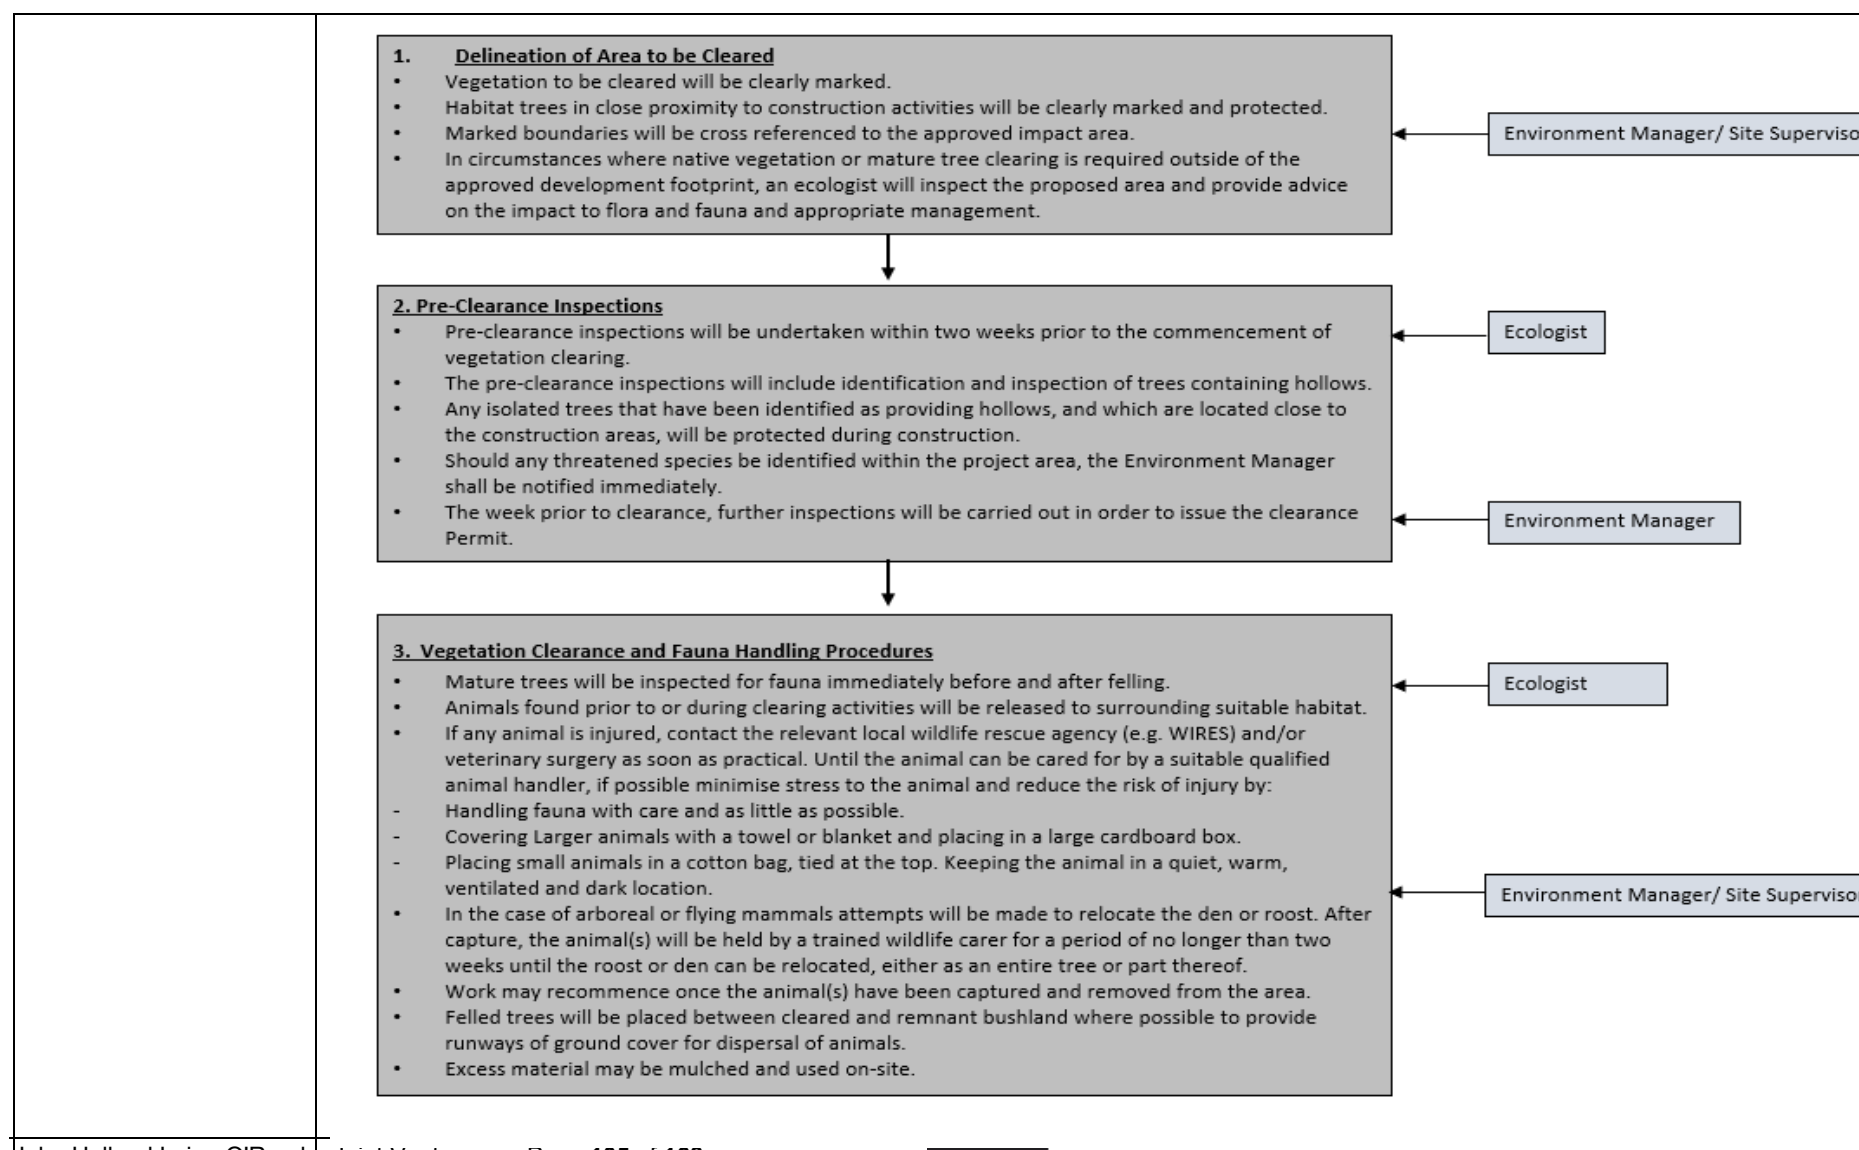 1. Delineation of Area to be Cleared
• Vegetation to be cleared will be clearly marked.
• Habitat trees in close proximity to construction activities will be clearly marked and protected.
• Marked boundaries will be cross referenced to the approved impact area.
• In circumstances where native vegetation or mature tree clearing is required outside of the
approved development footprint, an ecologist will inspect the proposed area and provide advice
on the impact to flora and fauna and appropriate management.
Environment Manager/ Site Superviso
2. Pre-Clearance Inspections
• Pre-clearance inspections will be undertaken within two weeks prior to the commencement of
vegetation clearing.
• The pre-clearance inspections will include identification and inspection of trees containing hollows.
• Any isolated trees that have been identified as providing hollows, and which are located close to
the construction areas, will be protected during construction.
• Should any threatened species be identified within the project area, the Environment Manager
shall be notified immediately.
• The week prior to clearance, further inspections will be carried out in order to issue the clearance
Permit.
Ecologist
Environment Manager
3. Vegetation Clearance and Fauna Handling Procedures
• Mature trees will be inspected for fauna immediately before and after felling.
• Animals found prior to or during clearing activities will be released to surrounding suitable habitat.
• If any animal is injured, contact the relevant local wildlife rescue agency (e.g. WIRES) and/or
veterinary surgery as soon as practical. Until the animal can be cared for by a suitable qualified
animal handler, if possible minimise stress to the animal and reduce the risk of injury by:
- Handling fauna with care and as little as possible.
- Covering Larger animals with a towel or blanket and placing in a large cardboard box.
- Placing small animals in a cotton bag, tied at the top. Keeping the animal in a quiet, warm,
ventilated and dark location.
• In the case of arboreal or flying mammals attempts will be made to relocate the den or roost. After
capture, the animal(s) will be held by a trained wildlife carer for a period of no longer than two
weeks until the roost or den can be relocated, either as an entire tree or part thereof.
• Work may recommence once the animal(s) have been captured and removed from the area.
• Felled trees will be placed between cleared and remnant bushland where possible to provide
runways of ground cover for dispersal of animals.
• Excess material may be mulched and used on-site.
Ecologist
Environment Manager/ Site Superviso